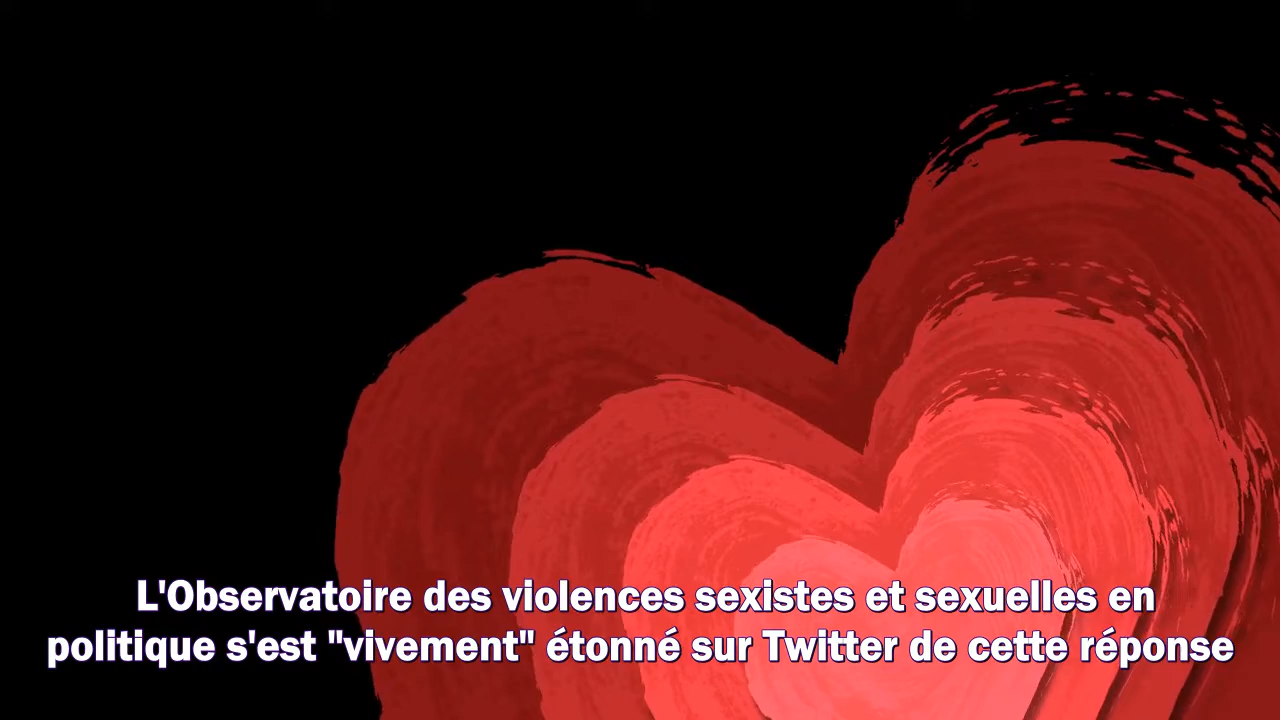 L'Observatoire des violences sexistes et sexuelles en
politique s'est "vivement" étonné sur Twitter de cette réponse